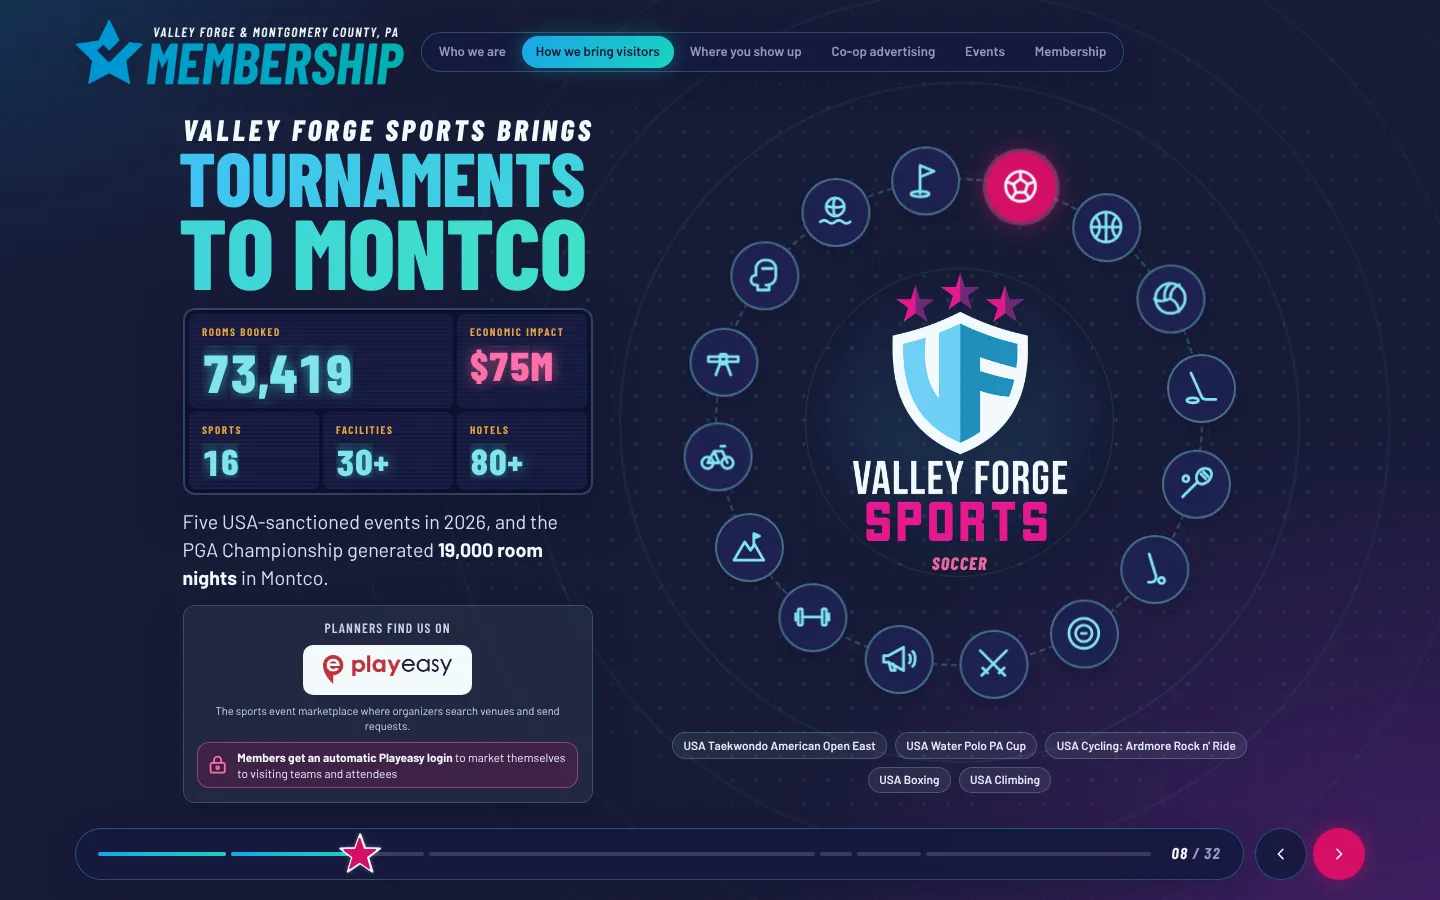 VALLEY FORGE & MONTGOMERY COUNTY, PA
MEMBERSHIP
Who we are
How we bring visitors
Where you show up
Co-op advertising
Events
Membership
VALLEY FORGE SPORTS BRINGS
TOURNAMENTS
TO MONTCO
ROOMS BOOKED
73,419
ECONOMIC IMPACT
$75M
SPORTS
16
FACILITIES
30+
HOTELS
80+
Five USA-sanctioned events in 2026, and the
PGA Championship generated 19,000 room
nights in Montco.
PLANNERS FIND US ON
e playeasy
The sports event marketplace where organizers search venues and send
requests.
Members get an automatic Playeasy login to market themselves
to visiting teams and attendees
VF
VALLEY FORGE
SPORTS
SOCCER
USA Taekwondo American Open East
USA Water Polo PA Cup
USA Cycling: Ardmore Rock n' Ride
USA Boxing
USA Climbing
08 / 32